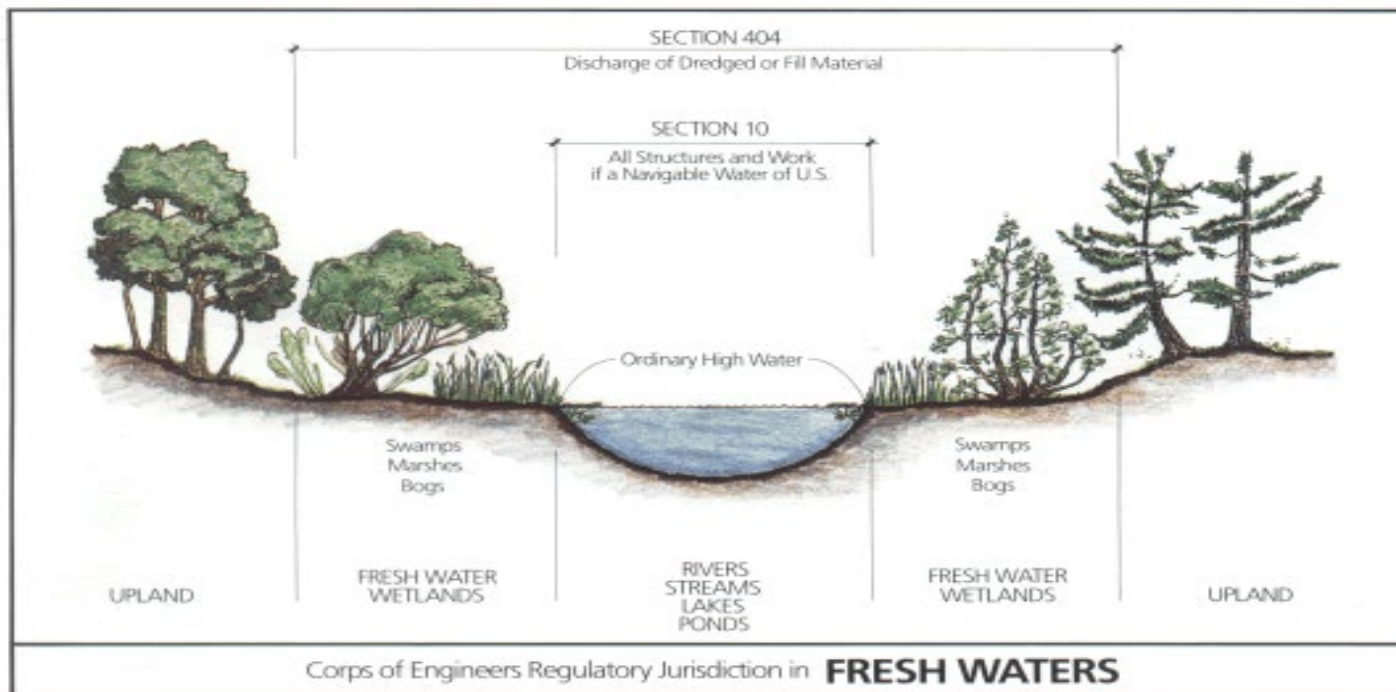 SECTION 404
Discharge of Dredged or Fill Material
SECTION 10
All Structures and Work
if a Navigable Water of U.S.
Ordinary High Water
Swamps
Marshes
Bogs
Swamps
Marshes
Bogs
UPLAND
FRESH WATER
WETLANDS
RIVERS
STREAMS
LAKES
PONDS
FRESH WATER
WETLANDS
UPLAND
Corps of Engineers Regulatory Jurisdiction in FRESH WATERS